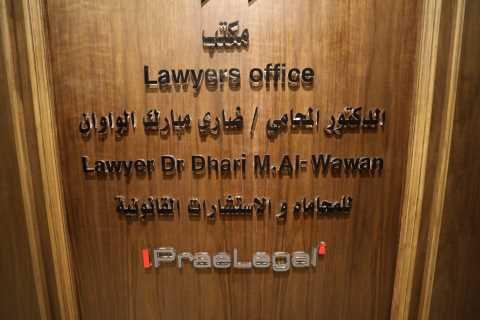 مكتب
Lawyers office
الدكتور المحامي / ضاري مبارك الواوان
Lawyer Dr Dhari M.Al-Wawan
للمحاماه و الاستشارات القانونية
PraeLegal